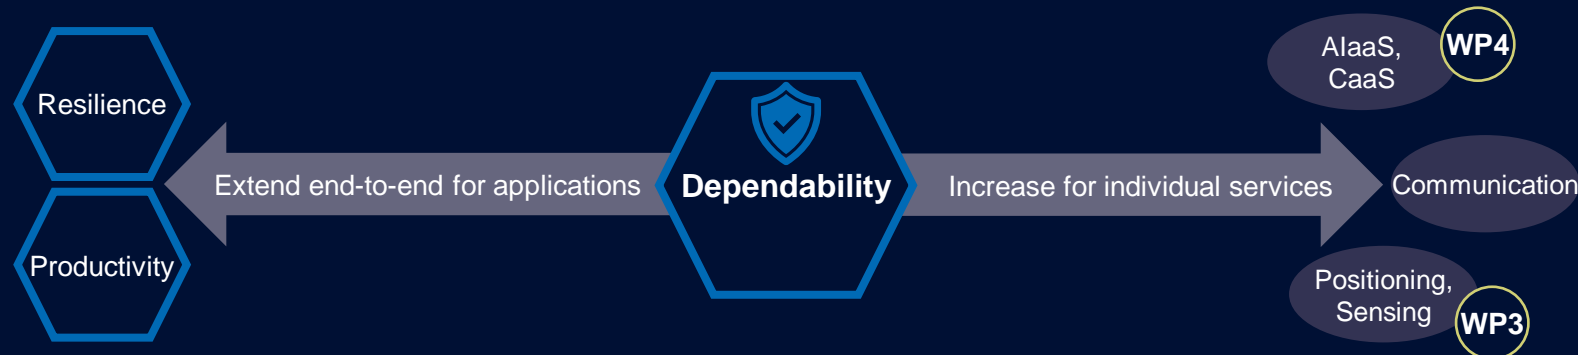 Resilience
Productivity
Extend end-to-end for applications
Dependability
Increase for individual services
AIaaS,
CaaS
WP4
Communication
Positioning,
Sensing
WP3